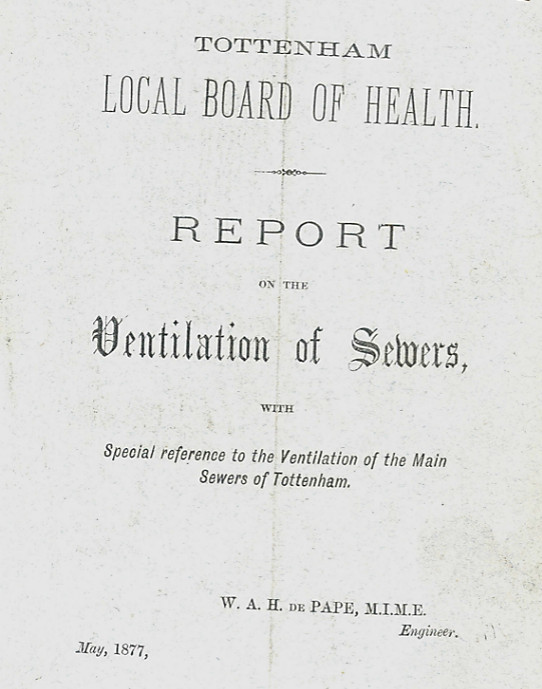 TOTTENHAM
LOCAL BOARD OF HEALTH.
REPORT
ON THE
Ventilation of Sewers,
WITH
Special reference to the Ventilation of the Main
Sewers of Tottenham.
W. A. H. DE PAPE, M.I.M.E.
Engineer.
May, 1877,